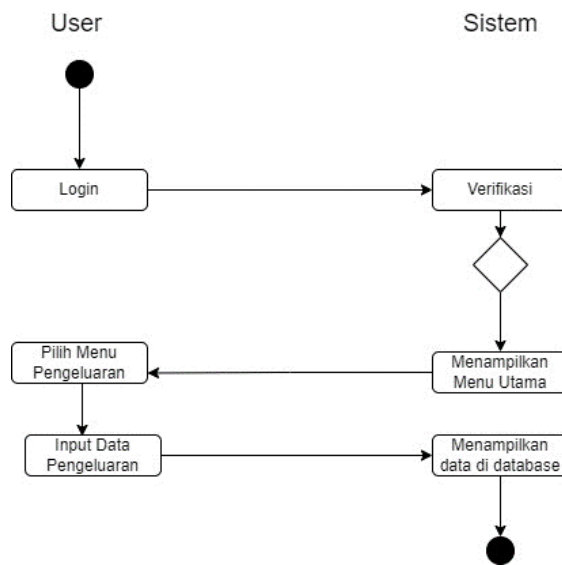 User
Sistem
Login
Verifikasi
Pilih Menu
Pengeluaran
Menampilkan
Menu Utama
Input Data
Pengeluaran
Menampilkan
data di database